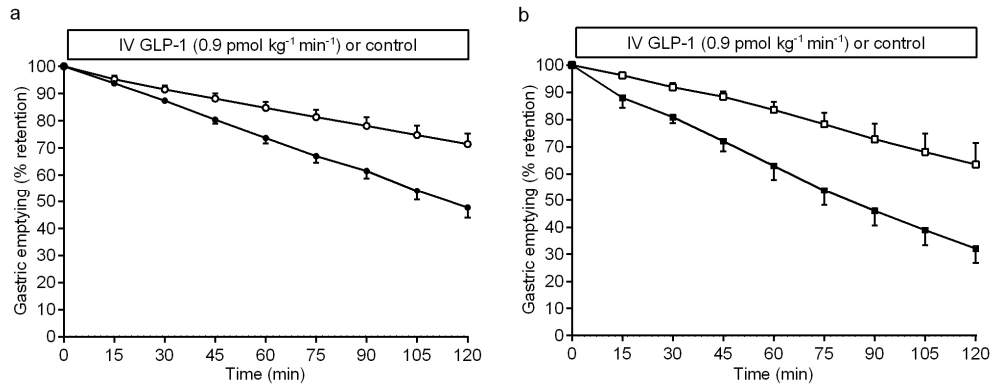 a
IV GLP-1 (0.9 pmol kg⁻¹ min⁻¹) or control
Gastric emptying (% retention)
100
90
80
70
60
50
40
30
20
10
0
0 15 30 45 60 75 90 105 120
Time (min)
b
IV GLP-1 (0.9 pmol kg⁻¹ min⁻¹) or control
Gastric emptying (% retention)
100
90
80
70
60
50
40
30
20
10
0
0 15 30 45 60 75 90 105 120
Time (min)